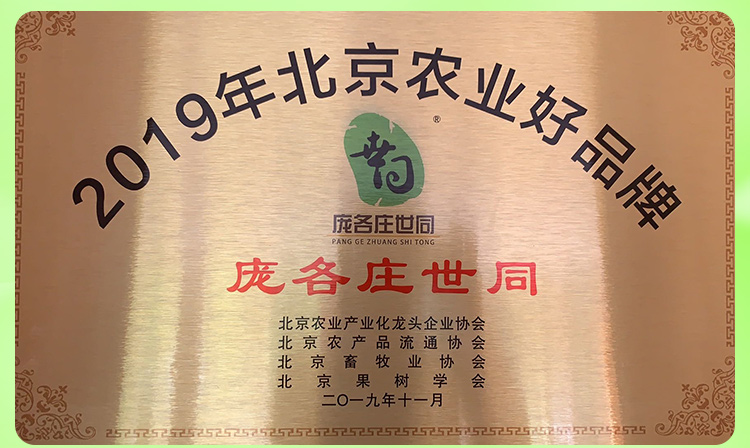 2019年北京农业好品牌
®
庞各庄世同
PANG GE ZHUANG SHI TONG
庞各庄世同
北京农业产业化龙头企业协会
北京农产品流通协会
北京畜牧业协会
北京果树学会
二〇一九年十一月